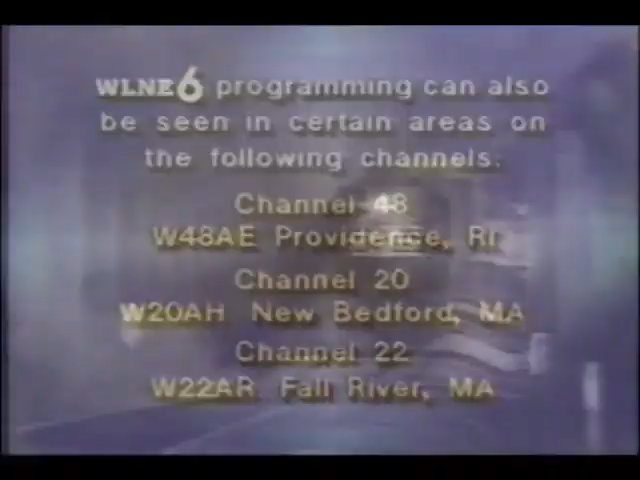 WLNE6 programming can also
be seen in certain areas on
the following channels:
Channel 48
W48AE Providence, RI
Channel 20
W20AH New Bedford, MA
Channel 22
W22AR Fall River, MA